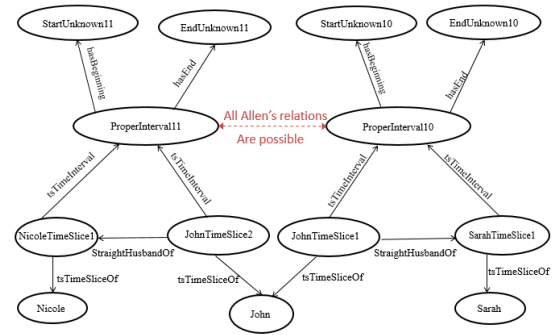 StartUnknown11
EndUnknown11
StartUnknown10
EndUnknown10
hasBeginning
hasEnd
hasBeginning
hasEnd
All Allen's relations
ProperInterval11
ProperInterval10
Are possible
tsTimeInterval
tsTimeInterval
tsTimeInterval
tsTimeInterval
NicoleTimeSlice1
JohnTimeSlice2
JohnTimeSlice1
SarahTimeSlice1
StraightHusbandOf
StraightHusbandOf
tsTimeSliceOf
tsTimeSliceOf
tsTimeSliceOf
tsTimeSliceOf
Nicole
John
Sarah